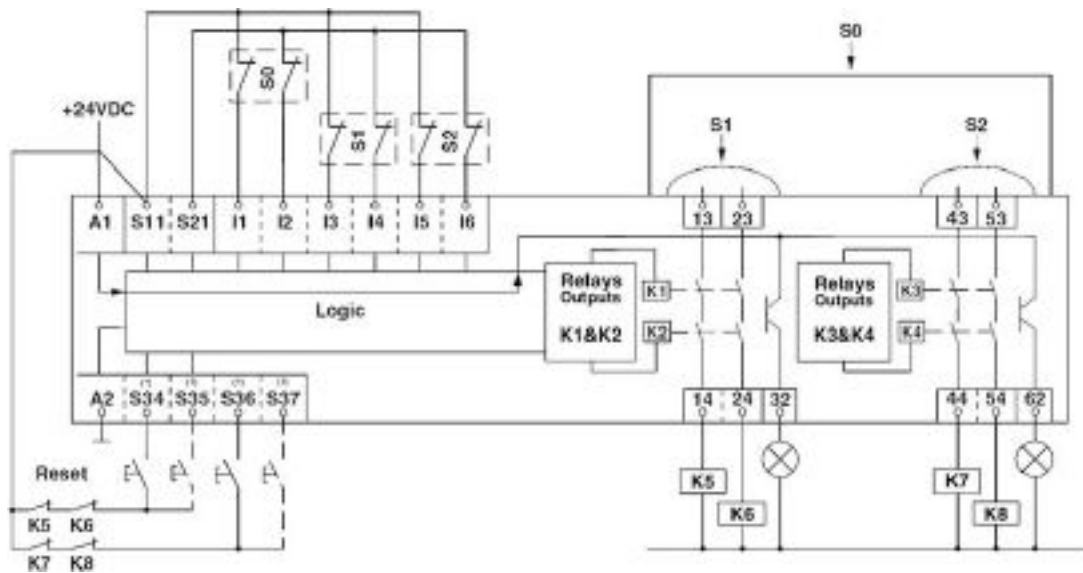 S0
S0
S1
S2
+24VDC
S1
S2
A1 S11 S21 I1 I2 I3 I4 I5 I6
13 23
43 53
Relays
Outputs
K1&K2
K1
K2
Relays
Outputs
K3&K4
K3
K4
Logic
A2 S34 S35 S36 S37
14 24 32
44 54 62
Reset
K5
K6
K7
K8
K5 K6
K7 K8